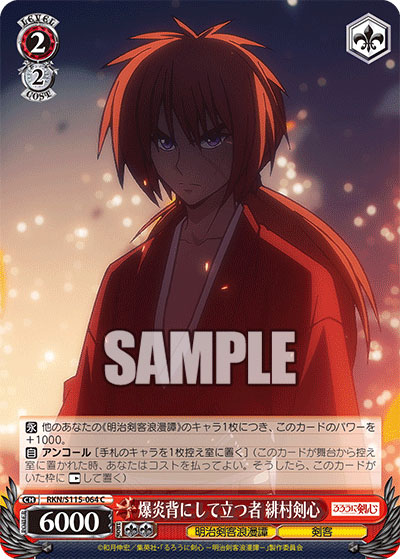 LEVEL
2
2
COST
SAMPLE
永 他のあなたの《明治剣客浪漫譚》のキャラ1枚につき、このカードのパワーを
+1000。
自 アンコール [手札のキャラを1枚控え室に置く] (このカードが舞台から控え
室に置かれた時、あなたはコストを払ってよい。そうしたら、このカードが
いた枠に【レスト】して置く)
CH RKN/S115-064 C
爆炎背にして立つ者 緋村剣心
るろうに剣心
6000
明治剣客浪漫譚
剣客
©和月伸宏/集英社・「るろうに剣心 -明治剣客浪漫譚-」製作委員会